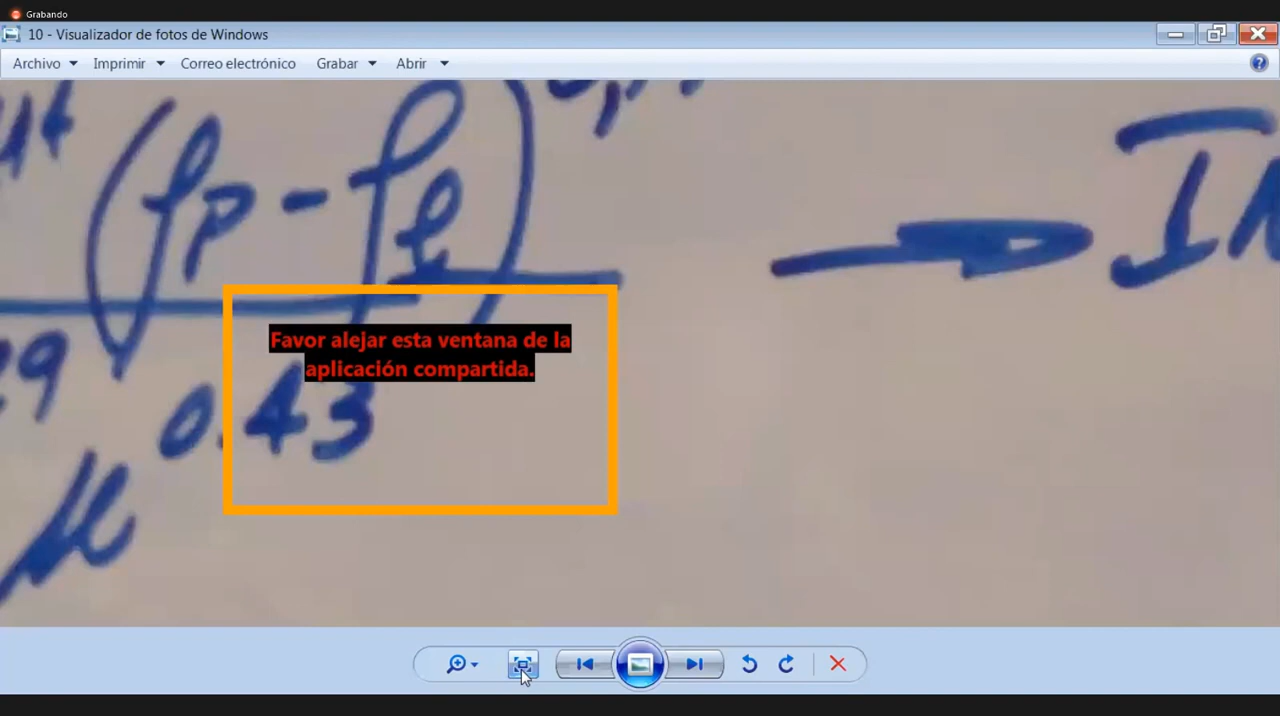 Grabando
10 - Visualizador de fotos de Windows
Archivo Imprimir Correo electrónico Grabar Abrir
(ρp - ρℓ)
Favor alejar esta ventana de la
aplicación compartida.
0.43
μ